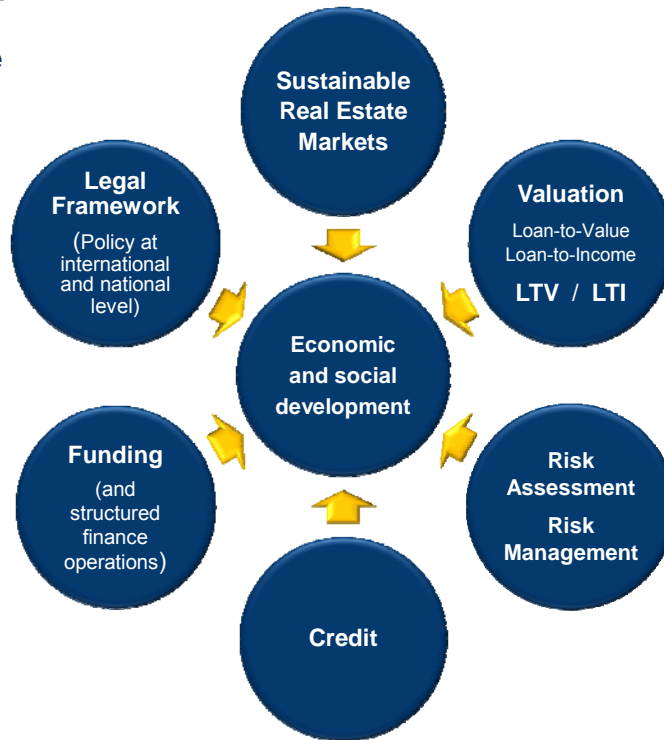 Sustainable
Real Estate
Markets
Legal
Framework
(Policy at
international
and national
level)
Valuation
Loan-to-Value
Loan-to-Income
LTV / LTI
Economic
and social
development
Funding
(and
structured
finance
operations)
Risk
Assessment
Risk
Management
Credit